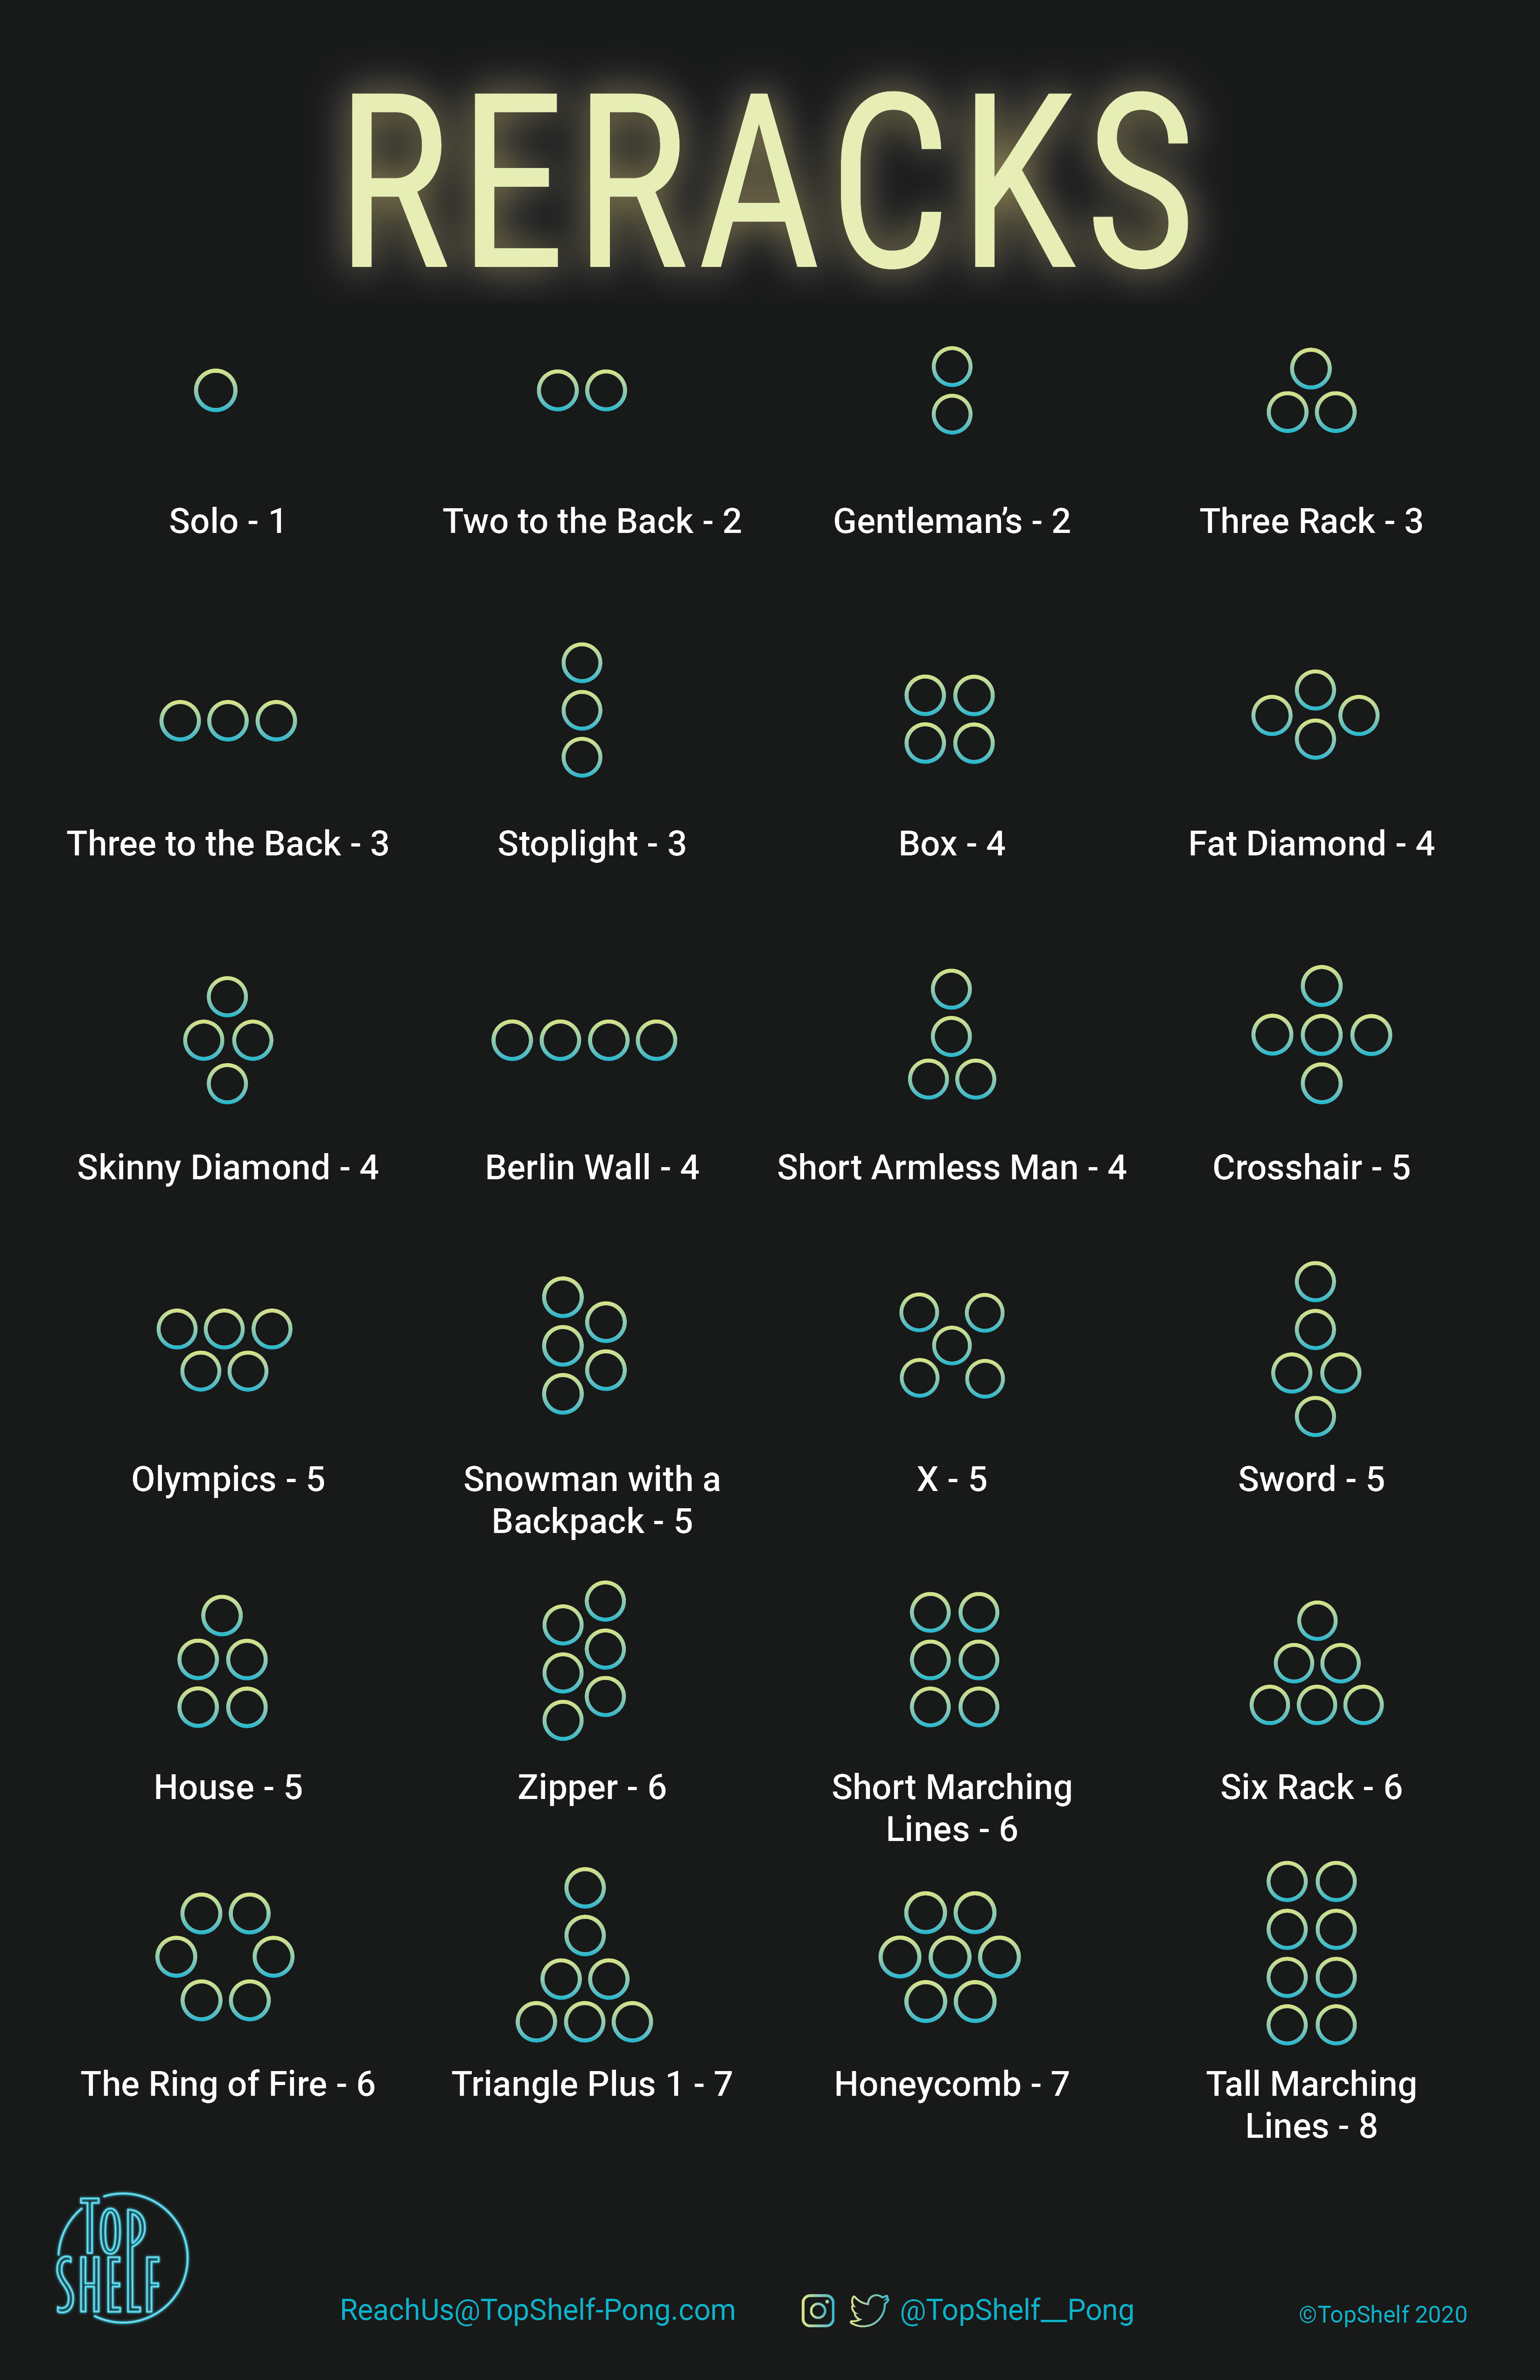 RERACKS
Solo - 1
Two to the Back - 2
Gentleman’s - 2
Three Rack - 3
Three to the Back - 3
Stoplight - 3
Box - 4
Fat Diamond - 4
Skinny Diamond - 4
Berlin Wall - 4
Short Armless Man - 4
Crosshair - 5
Olympics - 5
Snowman with a
Backpack - 5
X - 5
Sword - 5
House - 5
Zipper - 6
Short Marching
Lines - 6
Six Rack - 6
The Ring of Fire - 6
Triangle Plus 1 - 7
Honeycomb - 7
Tall Marching
Lines - 8
TOP
SHELF
ReachUs@TopShelf-Pong.com
@TopShelf__Pong
©TopShelf 2020